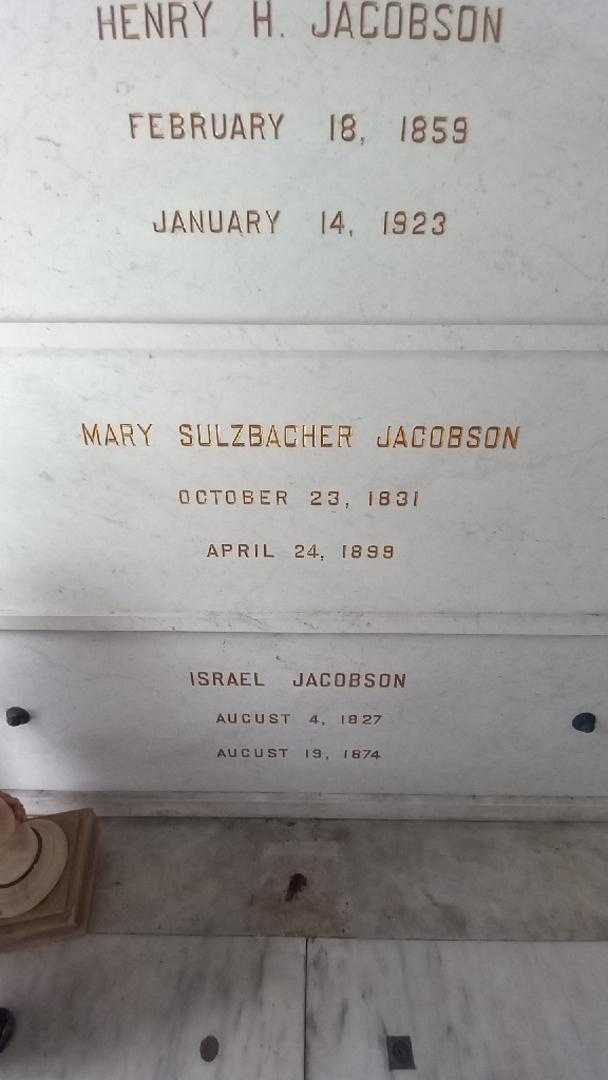 HENRY H. JACOBSON
FEBRUARY 18, 1859
JANUARY 14, 1923
MARY SULZBACHER JACOBSON
OCTOBER 23, 1831
APRIL 24, 1899
ISRAEL JACOBSON
AUGUST 4, 1827
AUGUST 19, 1874